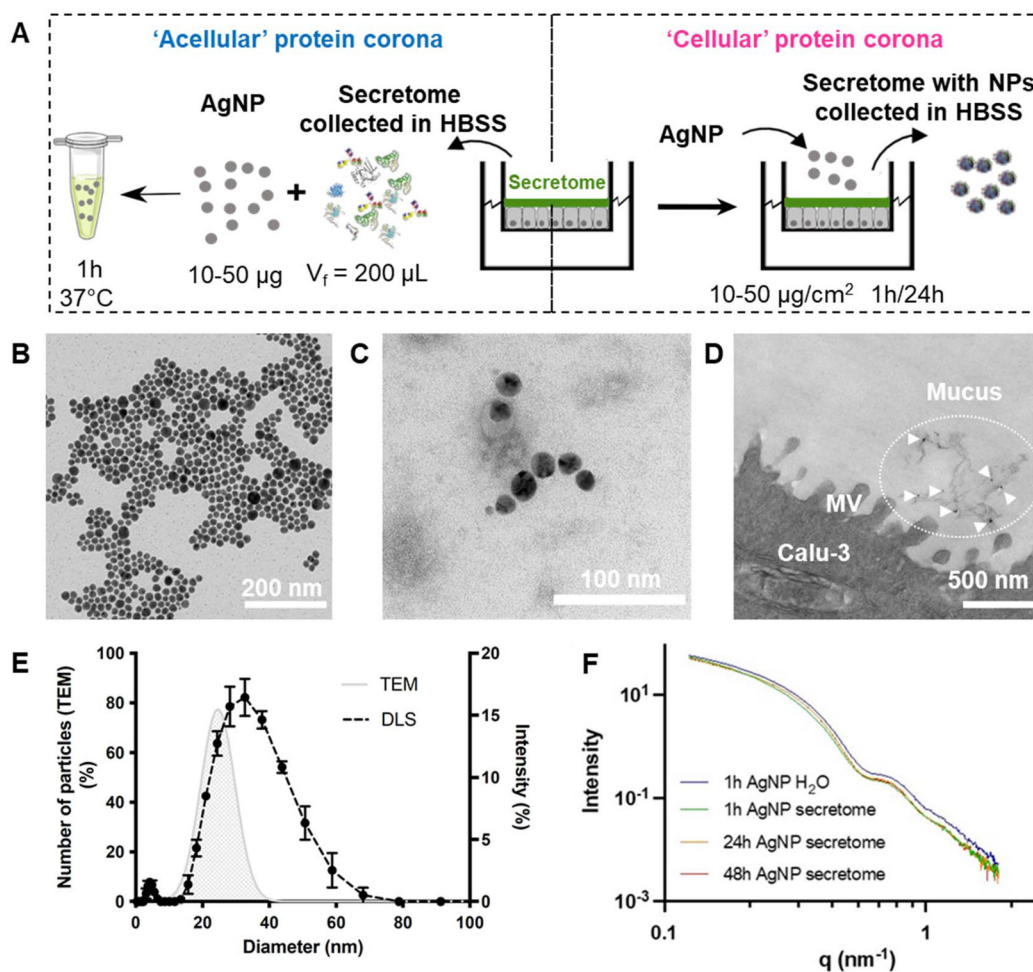 A
'Acellular' protein corona
'Cellular' protein corona
AgNP
Secretome
collected in HBSS
Secretome with NPs
collected in HBSS
AgNP
Secretome
1h
37°C
10-50 µg
V_f = 200 µL
10-50 µg/cm²
1h/24h
B
200 nm
C
100 nm
D
Mucus
MV
Calu-3
500 nm
E
Number of particles (TEM)
(%)
100
80
60
40
20
0
TEM
DLS
20
15
10
5
0
Intensity (%)
0
20
40
60
80
100
Diameter (nm)
F
Intensity
10¹
10⁻¹
10⁻³
1h AgNP H₂O
1h AgNP secretome
24h AgNP secretome
48h AgNP secretome
0.1
1
q (nm⁻¹)